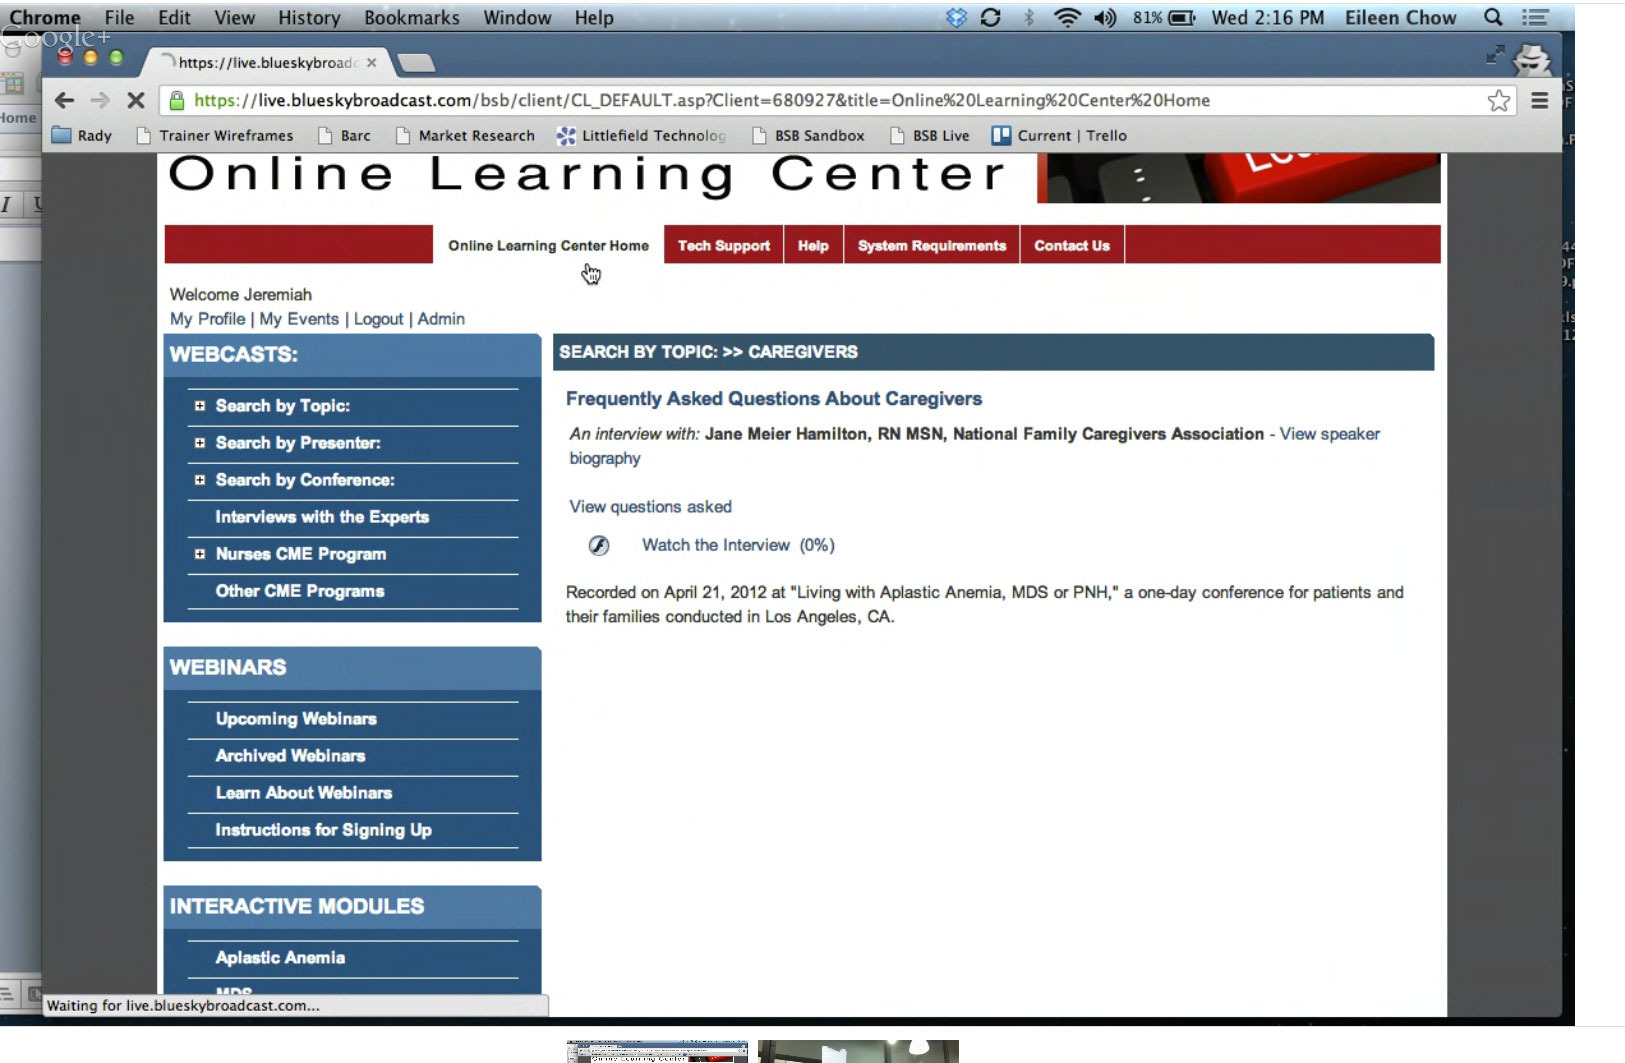 Chrome File Edit View History Bookmarks Window Help 81% Wed 2:16 PM Eileen Chow
Google+
https://live.blueskybroadc
https://live.blueskybroadcast.com/bsb/client/CL_DEFAULT.asp?Client=680927&title=Online%20Learning%20Center%20Home
Home
Rady Trainer Wireframes Barc Market Research Littlefield Technolog BSB Sandbox BSB Live Current | Trello
Online Learning Center
I U
Online Learning Center Home Tech Support Help System Requirements Contact Us
Welcome Jeremiah
My Profile | My Events | Logout | Admin
WEBCASTS:
Search by Topic:
Search by Presenter:
Search by Conference:
Interviews with the Experts
Nurses CME Program
Other CME Programs
WEBINARS
Upcoming Webinars
Archived Webinars
Learn About Webinars
Instructions for Signing Up
INTERACTIVE MODULES
Aplastic Anemia
MDS
SEARCH BY TOPIC: >> CAREGIVERS
Frequently Asked Questions About Caregivers
An interview with: Jane Meier Hamilton, RN MSN, National Family Caregivers Association - View speaker
biography
View questions asked
Watch the Interview (0%)
Recorded on April 21, 2012 at "Living with Aplastic Anemia, MDS or PNH," a one-day conference for patients and
their families conducted in Los Angeles, CA.
Waiting for live.blueskybroadcast.com...
Online Learning Center